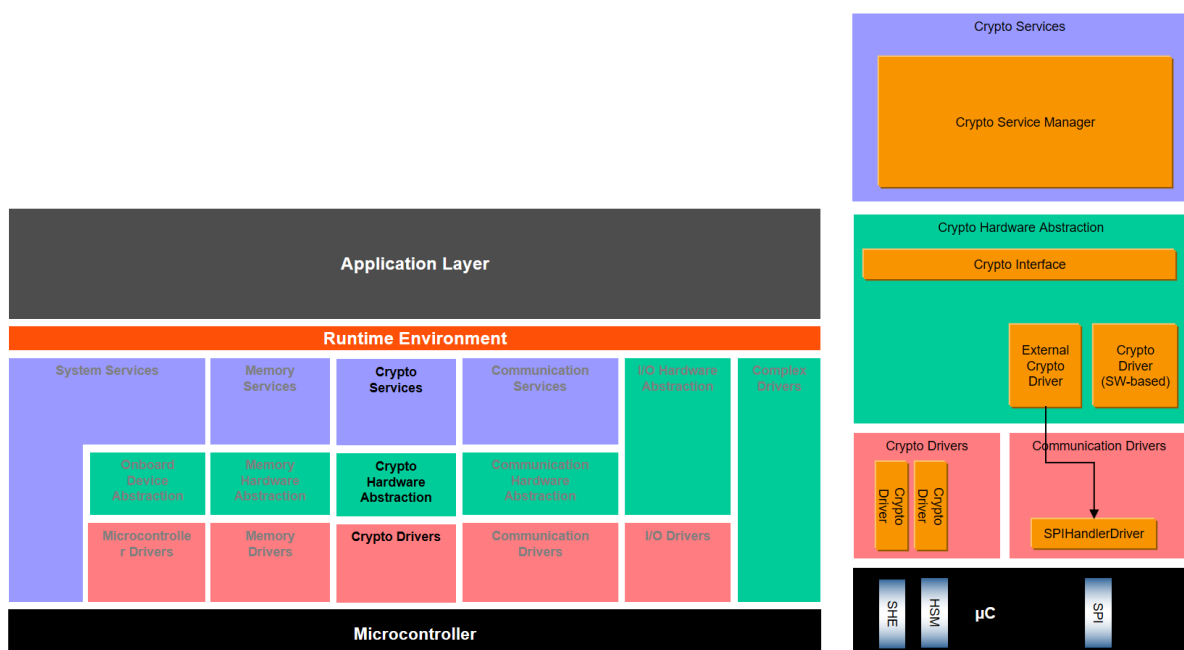 Application Layer
Runtime Environment
System Services
Memory
Services
Crypto
Services
Communication
Services
I/O Hardware
Abstraction
Complex
Drivers
Onboard
Device
Abstraction
Memory
Hardware
Abstraction
Crypto
Hardware
Abstraction
Communication
Hardware
Abstraction
Microcontrolle
r Drivers
Memory
Drivers
Crypto Drivers
Communication
Drivers
I/O Drivers
Microcontroller
Crypto Services
Crypto Service Manager
Crypto Hardware Abstraction
Crypto Interface
External
Crypto
Driver
Crypto
Driver
(SW-based)
Crypto Drivers
Crypto
Driver
Crypto
Driver
Communication Drivers
SPIHandlerDriver
SHE
HSM
µC
SPI